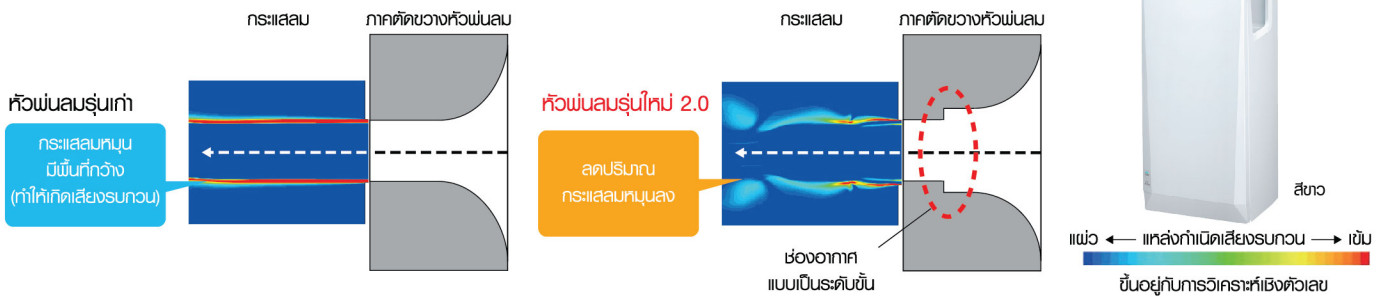 กระแสลม
ภาคตัดขวางหัวพ่นลม
หัวพ่นลมรุ่นเก่า
กระแสลมหมุน
มีพื้นที่กว้าง
(ทำให้เกิดเสียงรบกวน)
กระแสลม
ภาคตัดขวางหัวพ่นลม
หัวพ่นลมรุ่นใหม่ 2.0
ลดปริมาณ
กระแสลมหมุนลง
ช่องอากาศ
แบบเป็นระดับขั้น
สีขาว
แผ่ว แหล่งกำเนิดเสียงรบกวน เข้ม
ขึ้นอยู่กับการวิเคราะห์เชิงตัวเลข